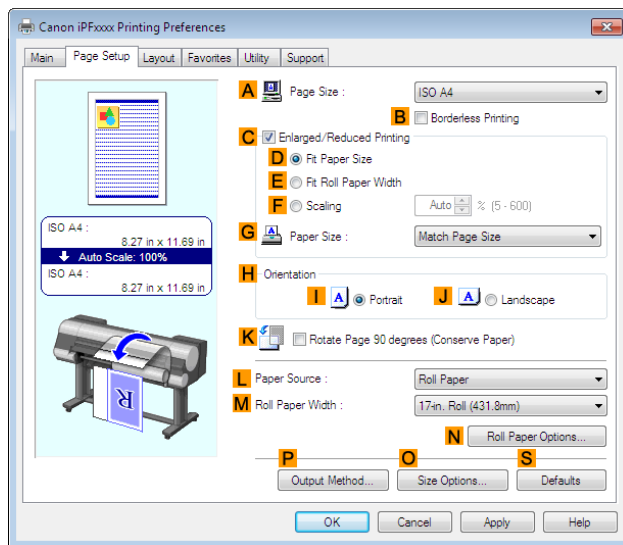 Canon iPFxxxx Printing Preferences
Main Page Setup Layout Favorites Utility Support
A Page Size : ISO A4
B Borderless Printing
C Enlarged/Reduced Printing
D Fit Paper Size
E Fit Roll Paper Width
F Scaling Auto % (5 - 600)
ISO A4 :
8.27 in x 11.69 in
Auto Scale: 100%
ISO A4 :
8.27 in x 11.69 in
G A Paper Size : Match Page Size
H Orientation
I A Portrait J A Landscape
K Rotate Page 90 degrees (Conserve Paper)
R
L Paper Source : Roll Paper
M Roll Paper Width : 17-in. Roll (431.8mm)
N Roll Paper Options...
P O S
Output Method... Size Options... Defaults
OK Cancel Apply Help